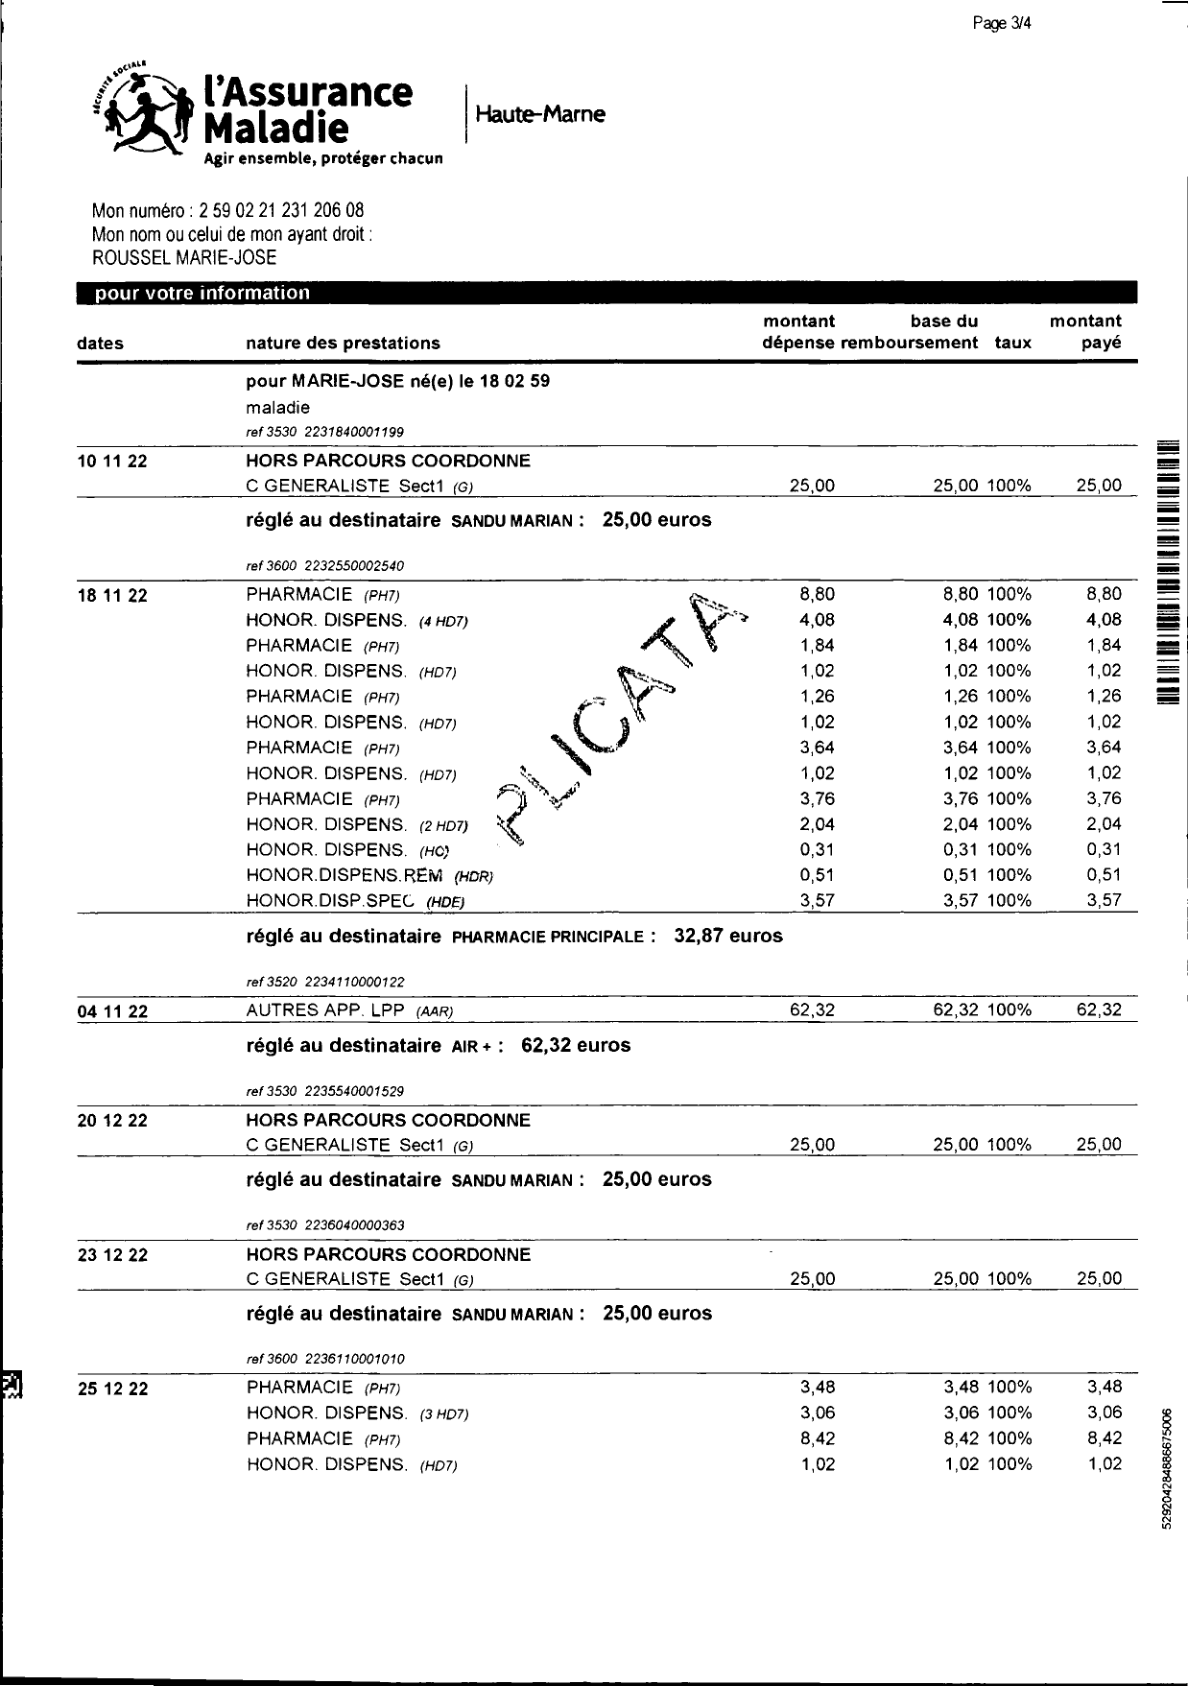 Page 3/4
SÉCURITÉ SOCIALE
l'Assurance
Maladie
Agir ensemble, protéger chacun
Haute-Marne
Mon numéro : 2 59 02 21 231 206 08
Mon nom ou celui de mon ayant droit :
ROUSSEL MARIE-JOSE
pour votre information
montant base du montant
dates nature des prestations dépense remboursement taux payé
pour MARIE-JOSE né(e) le 18 02 59
maladie
ref 3530 2231840001199
10 11 22 HORS PARCOURS COORDONNE
C GENERALISTE Sect1 (G) 25,00 25,00 100% 25,00
réglé au destinataire SANDU MARIAN : 25,00 euros
ref 3600 2232550002540
18 11 22 PHARMACIE (PH7) 8,80 8,80 100% 8,80
HONOR. DISPENS. (4 HD7) 4,08 4,08 100% 4,08
PHARMACIE (PH7) 1,84 1,84 100% 1,84
HONOR. DISPENS. (HD7) 1,02 1,02 100% 1,02
PHARMACIE (PH7) 1,26 1,26 100% 1,26
HONOR. DISPENS. (HD7) 1,02 1,02 100% 1,02
PHARMACIE (PH7) 3,64 3,64 100% 3,64
HONOR. DISPENS. (HD7) 1,02 1,02 100% 1,02
PHARMACIE (PH7) 3,76 3,76 100% 3,76
HONOR. DISPENS. (2 HD7) 2,04 2,04 100% 2,04
HONOR. DISPENS. (HC) 0,31 0,31 100% 0,31
HONOR.DISPENS.REM (HDR) 0,51 0,51 100% 0,51
HONOR.DISP.SPEC (HDE) 3,57 3,57 100% 3,57
PLICATA
réglé au destinataire PHARMACIE PRINCIPALE : 32,87 euros
ref 3520 2234110000122
04 11 22 AUTRES APP. LPP (AAR) 62,32 62,32 100% 62,32
réglé au destinataire AIR + : 62,32 euros
ref 3530 2235540001529
20 12 22 HORS PARCOURS COORDONNE
C GENERALISTE Sect1 (G) 25,00 25,00 100% 25,00
réglé au destinataire SANDU MARIAN : 25,00 euros
ref 3530 2236040000363
23 12 22 HORS PARCOURS COORDONNE
C GENERALISTE Sect1 (G) 25,00 25,00 100% 25,00
réglé au destinataire SANDU MARIAN : 25,00 euros
ref 3600 2236110001010
25 12 22 PHARMACIE (PH7) 3,48 3,48 100% 3,48
HONOR. DISPENS. (3 HD7) 3,06 3,06 100% 3,06
PHARMACIE (PH7) 8,42 8,42 100% 8,42
HONOR. DISPENS. (HD7) 1,02 1,02 100% 1,02
529204284886675006